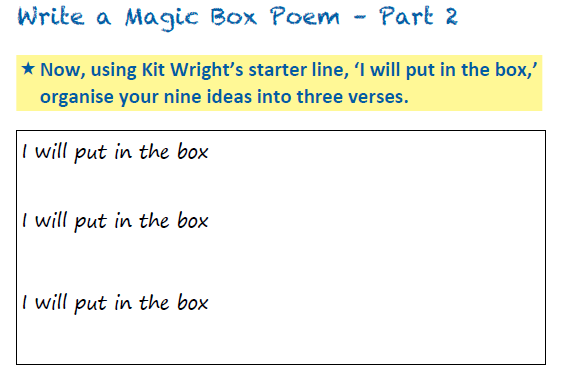 Write a Magic Box Poem – Part 2
★ Now, using Kit Wright's starter line, 'I will put in the box,'
organise your nine ideas into three verses.
I will put in the box
I will put in the box
I will put in the box